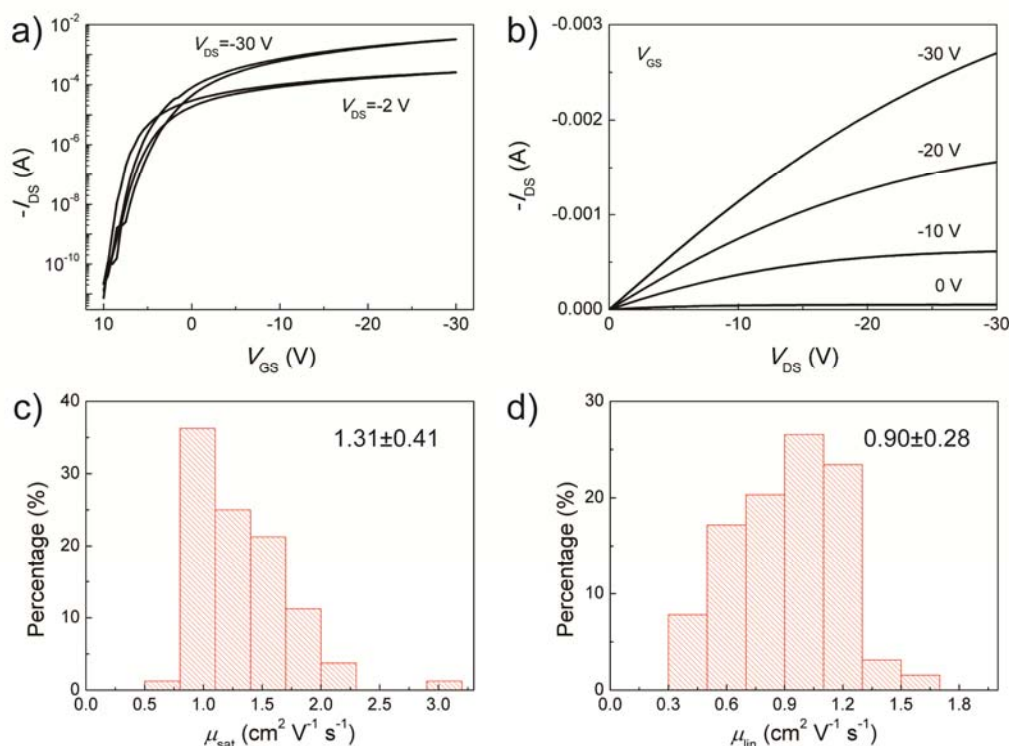 a)
10⁻²
10⁻⁴
10⁻⁶
10⁻⁸
10⁻¹⁰
-I_DS (A)
V_DS=-30 V
V_DS=-2 V
10 0 -10 -20 -30
V_GS (V)
b)
-0.003
-0.002
-0.001
0.000
-I_DS (A)
V_GS
-30 V
-20 V
-10 V
0 V
0 -10 -20 -30
V_DS (V)
c)
40
30
20
10
0
Percentage (%)
1.31±0.41
0.0 0.5 1.0 1.5 2.0 2.5 3.0
μ_sat (cm² V⁻¹ s⁻¹)
d)
30
20
10
0
Percentage (%)
0.90±0.28
0.0 0.3 0.6 0.9 1.2 1.5 1.8
μ_lin (cm² V⁻¹ s⁻¹)